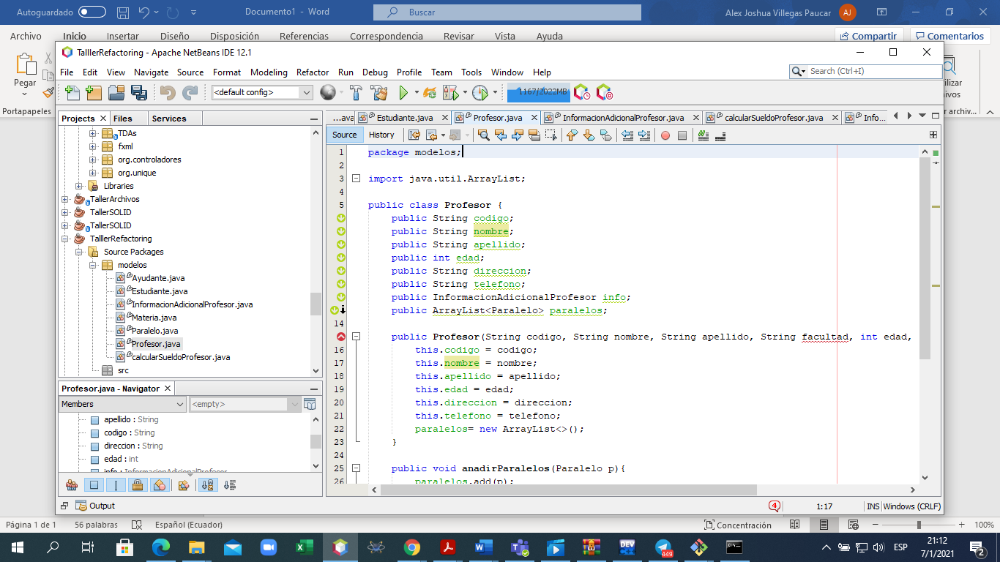 Autoguardado
Documento1 - Word
Buscar
Alex Joshua Villegas Paucar
AJ
Archivo Inicio Insertar Diseño Disposición Referencias Correspondencia Revisar Vista Ayuda
Compartir
Comentarios
Pegar
Portapapeles
TalllerRefactoring - Apache NetBeans IDE 12.1
File Edit View Navigate Source Format Modeling Refactor Run Debug Profile Team Tools Window Help
Search (Ctrl+I)
<default config>
1167/2022MB
Projects Files Services
...ava Estudiante.java Profesor.java InformacionAdicionalProfesor.java calcularSueldoProfesor.java Info...
Source History
TDAs
fxml
org.controladores
org.unique
Libraries
TallerArchivos
TallerSOLID
TallerSOLID
TalllerRefactoring
Source Packages
modelos
Ayudante.java
Estudiante.java
InformacionAdicionalProfesor.java
Materia.java
Paralelo.java
Profesor.java
calcularSueldoProfesor.java
src
Profesor.java - Navigator
Members
<empty>
apellido : String
codigo : String
direccion : String
edad : int
info : InformacionAdicionalProfesor
1 package modelos;
2
3 import java.util.ArrayList;
4
5 public class Profesor {
public String codigo;
public String nombre;
public String apellido;
public int edad;
public String direccion;
public String telefono;
public InformacionAdicionalProfesor info;
public ArrayList<Paralelo> paralelos;
14
public Profesor(String codigo, String nombre, String apellido, String facultad, int edad,
16 this.codigo = codigo;
17 this.nombre = nombre;
18 this.apellido = apellido;
19 this.edad = edad;
20 this.direccion = direccion;
21 this.telefono = telefono;
22 paralelos= new ArrayList<>();
23 }
24
25 public void anadirParalelos(Paralelo p){
26 paralelos.add(p);
Output
4
1:17
INS
Windows (CRLF)
Página 1 de 1
56 palabras
Español (Ecuador)
Concentración
100%
449
ESP
21:12
7/1/2021
2